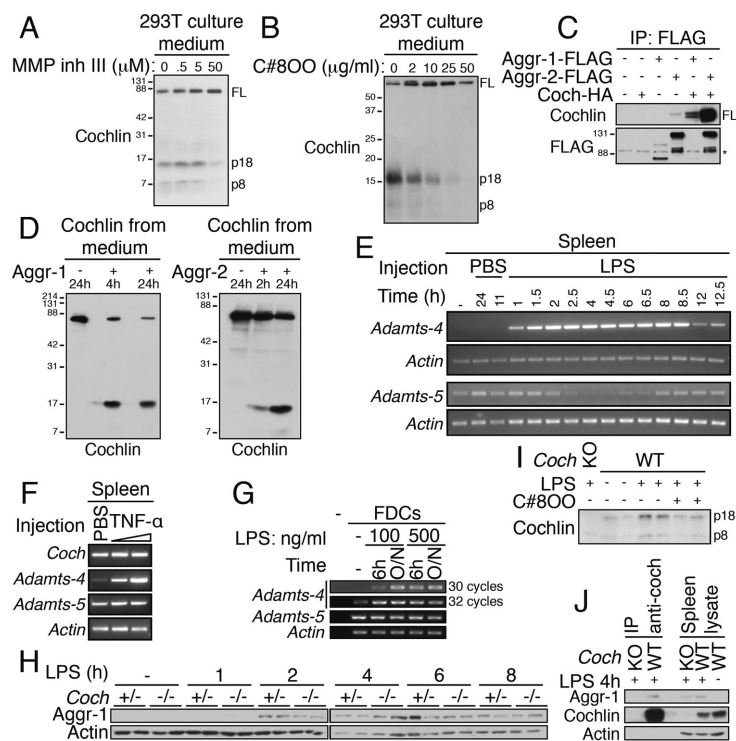 A
293T culture
medium
MMP inh III (μM)
0 .5 5 50
131
88
42
31
17
7
Cochlin
FL
p18
p8
B
293T culture
medium
C#8OO (μg/ml)
0 2 10 25 50
50
37
25
20
15
Cochlin
FL
p18
p8
C
IP: FLAG
Aggr-1-FLAG - - + - + -
Aggr-2-FLAG - - - + - +
Coch-HA - + - - + +
Cochlin FL
FLAG
131
88
*
D
Cochlin from
medium
Aggr-1 - + +
24h 4h 24h
214
131
88
42
31
17
7
Cochlin
Cochlin from
medium
Aggr-2 - + +
24h 2h 24h
131
88
42
31
17
7
Cochlin
E
Spleen
Injection PBS LPS
Time (h) - 24 11 1 1.5 2 2.5 4 4.5 6 6.5 8 8.5 12 12.5
Adamts-4
Actin
Adamts-5
Actin
F
Spleen
Injection PBS TNF-α
Coch
Adamts-4
Adamts-5
Actin
G
- FDCs
LPS: ng/ml - 100 500
Time - 6h O/N 6h O/N
Adamts-4 30 cycles
32 cycles
Adamts-5
Actin
H
LPS (h) - 1 2 4 6 8
Coch +/- -/- +/- -/- +/- -/- +/- -/- +/- -/- +/- -/-
Aggr-1
Actin
I
Coch KO WT
LPS + - - + + + +
C#8OO - - - - - + +
Cochlin p18
p8
J
IP
anti-coch
Spleen
lysate
Coch KO WT KO WT WT
LPS 4h + + + + -
Aggr-1
Cochlin
Actin